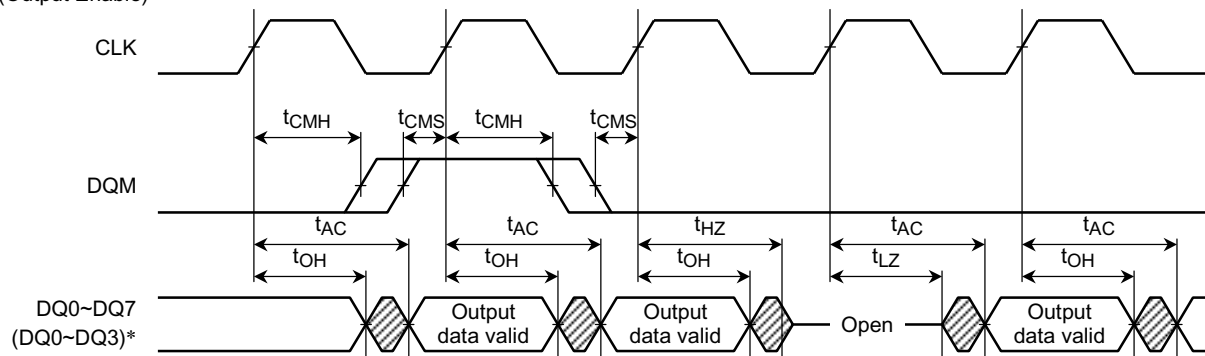 (Output Enable)
CLK
tCMH tCMS tCMH tCMS
DQM
tAC tAC tHZ tAC tAC
tOH tOH tOH tLZ tOH
DQ0~DQ7
(DQ0~DQ3)*
Output
data valid
Output
data valid
Open
Output
data valid